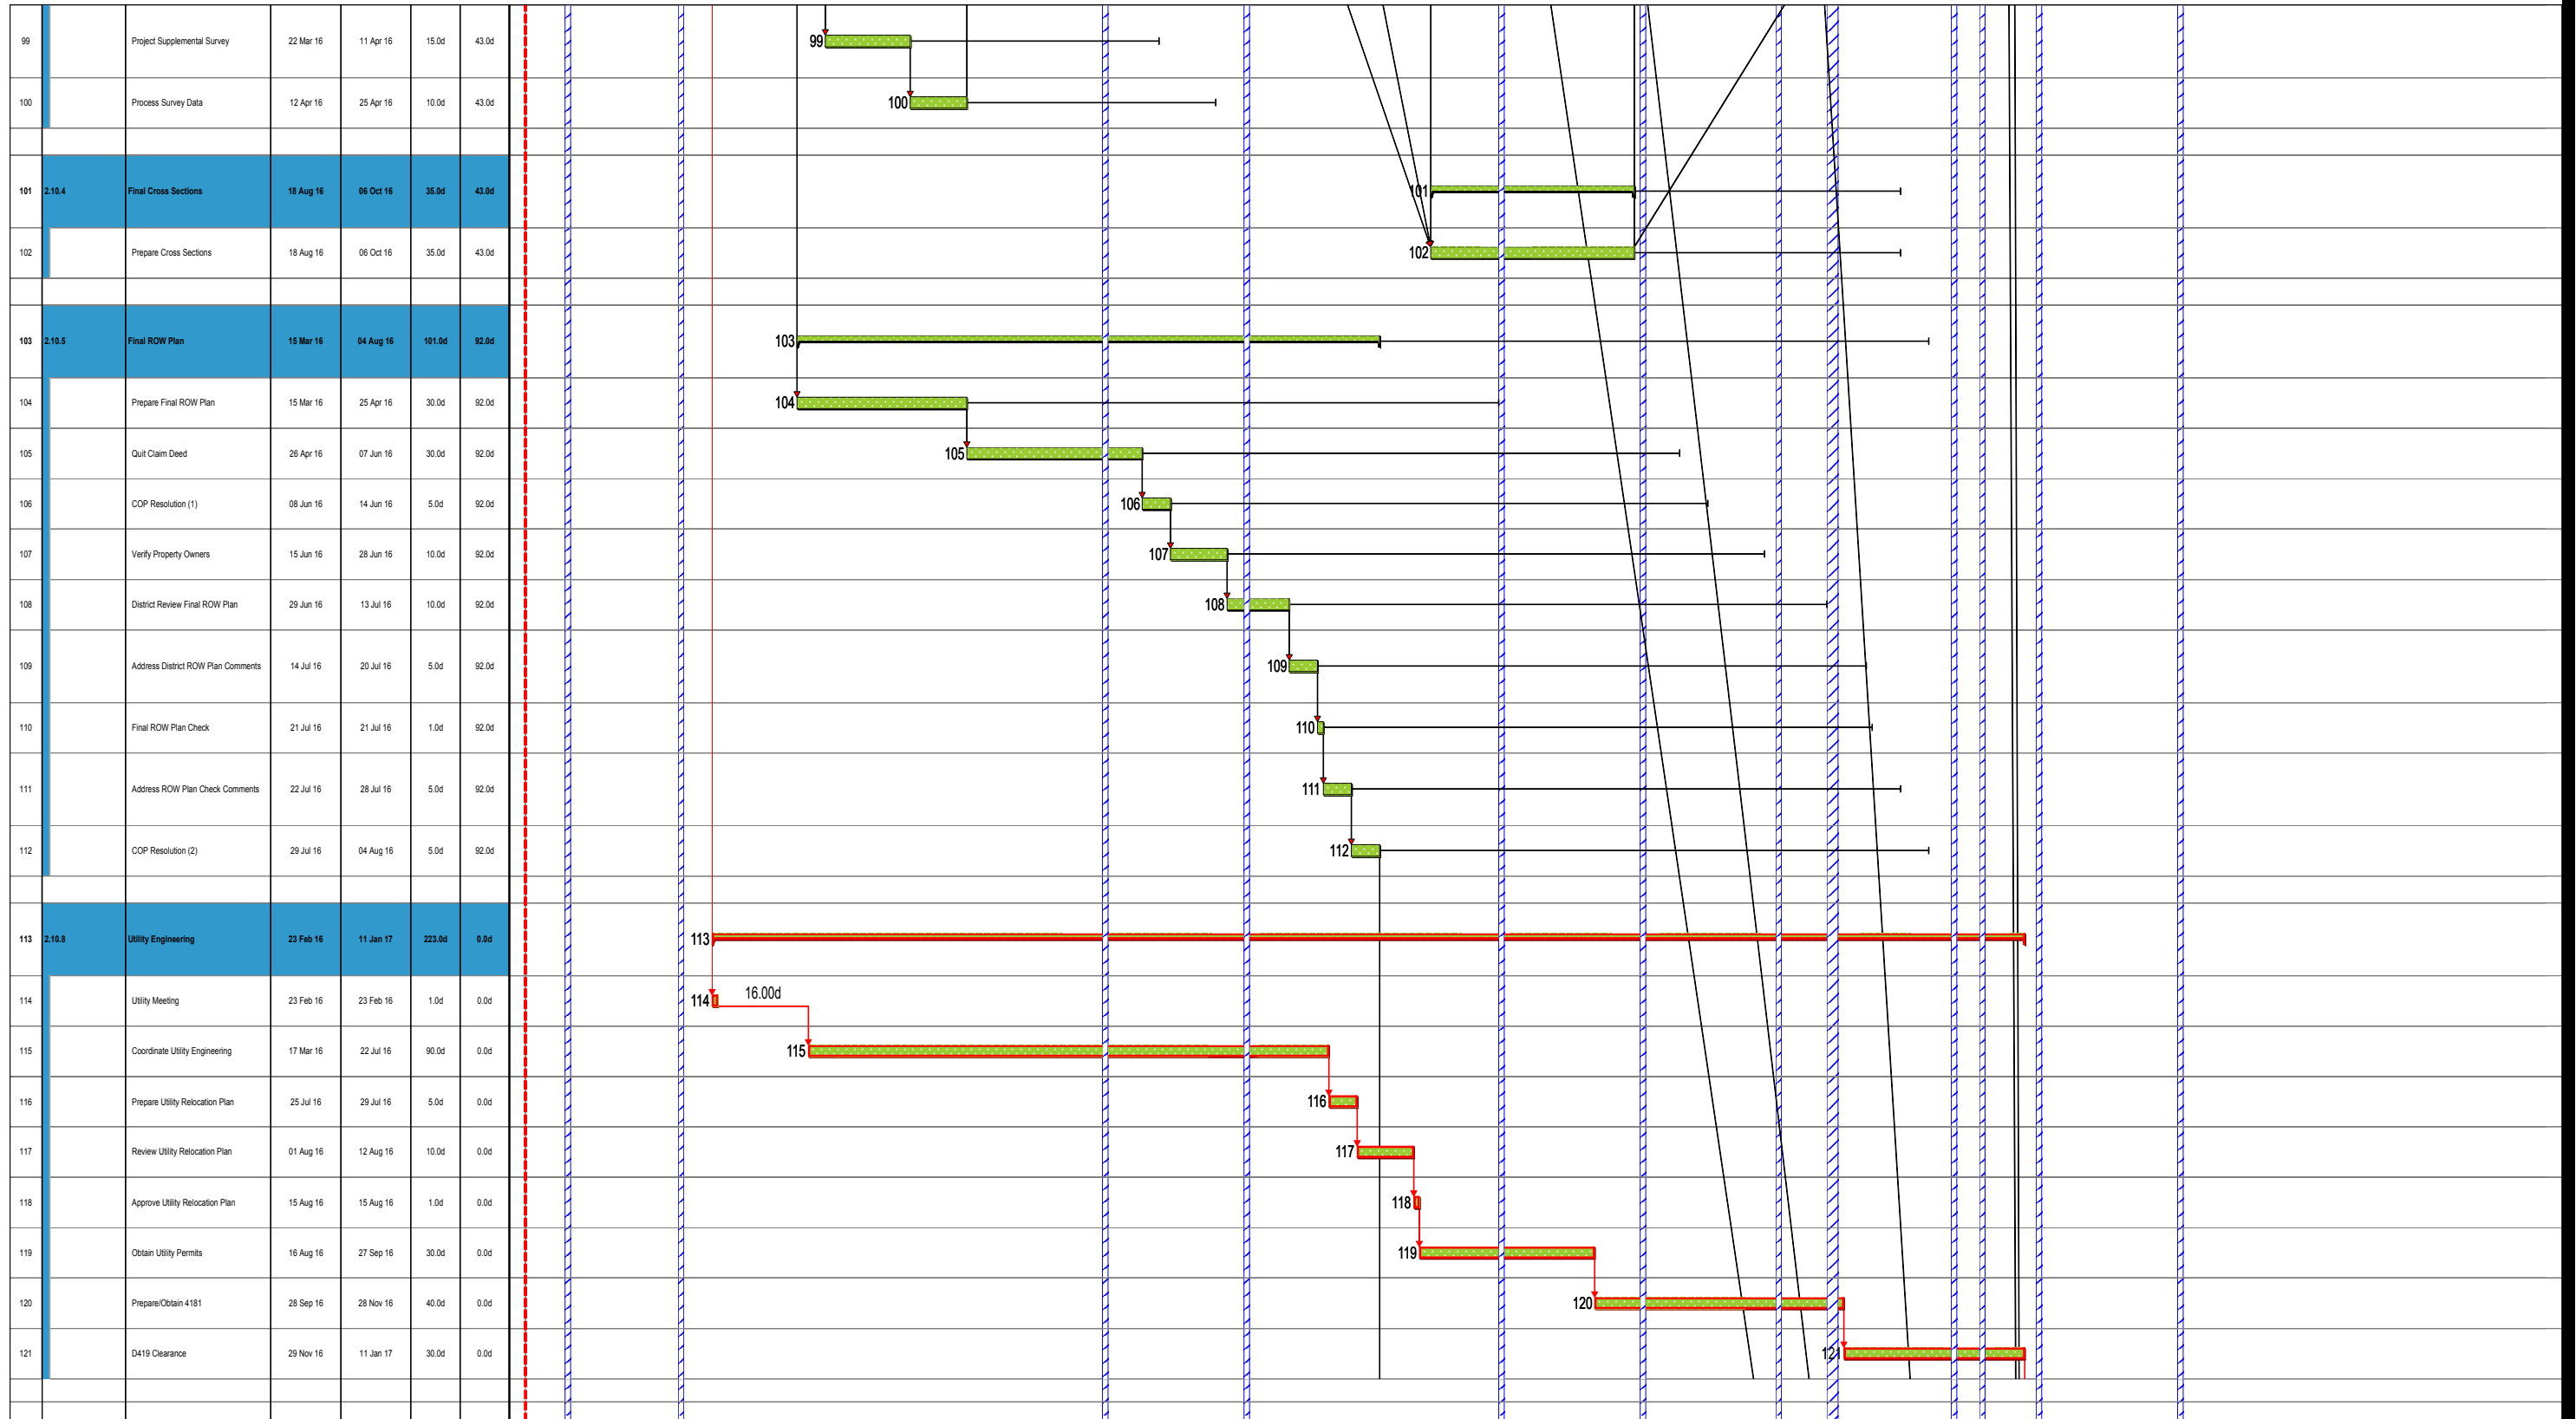 99 Project Supplemental Survey 22 Mar 16 11 Apr 16 15.0d 43.0d 99
100 Process Survey Data 12 Apr 16 25 Apr 16 10.0d 43.0d 100
101 2.10.4 Final Cross Sections 18 Aug 16 06 Oct 16 35.0d 43.0d 101
102 Prepare Cross Sections 18 Aug 16 06 Oct 16 35.0d 43.0d 102
103 2.10.5 Final ROW Plan 15 Mar 16 04 Aug 16 101.0d 92.0d 103
104 Prepare Final ROW Plan 15 Mar 16 25 Apr 16 30.0d 92.0d 104
105 Quit Claim Deed 26 Apr 16 07 Jun 16 30.0d 92.0d 105
106 COP Resolution (1) 08 Jun 16 14 Jun 16 5.0d 92.0d 106
107 Verify Property Owners 15 Jun 16 28 Jun 16 10.0d 92.0d 107
108 District Review Final ROW Plan 29 Jun 16 13 Jul 16 10.0d 92.0d 108
109 Address District ROW Plan Comments 14 Jul 16 20 Jul 16 5.0d 92.0d 109
110 Final ROW Plan Check 21 Jul 16 21 Jul 16 1.0d 92.0d 110
111 Address ROW Plan Check Comments 22 Jul 16 28 Jul 16 5.0d 92.0d 111
112 COP Resolution (2) 29 Jul 16 04 Aug 16 5.0d 92.0d 112
113 2.10.8 Utility Engineering 23 Feb 16 11 Jan 17 223.0d 0.0d 113
114 Utility Meeting 23 Feb 16 23 Feb 16 1.0d 0.0d 114 16.00d
115 Coordinate Utility Engineering 17 Mar 16 22 Jul 16 90.0d 0.0d 115
116 Prepare Utility Relocation Plan 25 Jul 16 29 Jul 16 5.0d 0.0d 116
117 Review Utility Relocation Plan 01 Aug 16 12 Aug 16 10.0d 0.0d 117
118 Approve Utility Relocation Plan 15 Aug 16 15 Aug 16 1.0d 0.0d 118
119 Obtain Utility Permits 16 Aug 16 27 Sep 16 30.0d 0.0d 119
120 Prepare/Obtain 4181 28 Sep 16 28 Nov 16 40.0d 0.0d 120
121 D419 Clearance 29 Nov 16 11 Jan 17 30.0d 0.0d 121